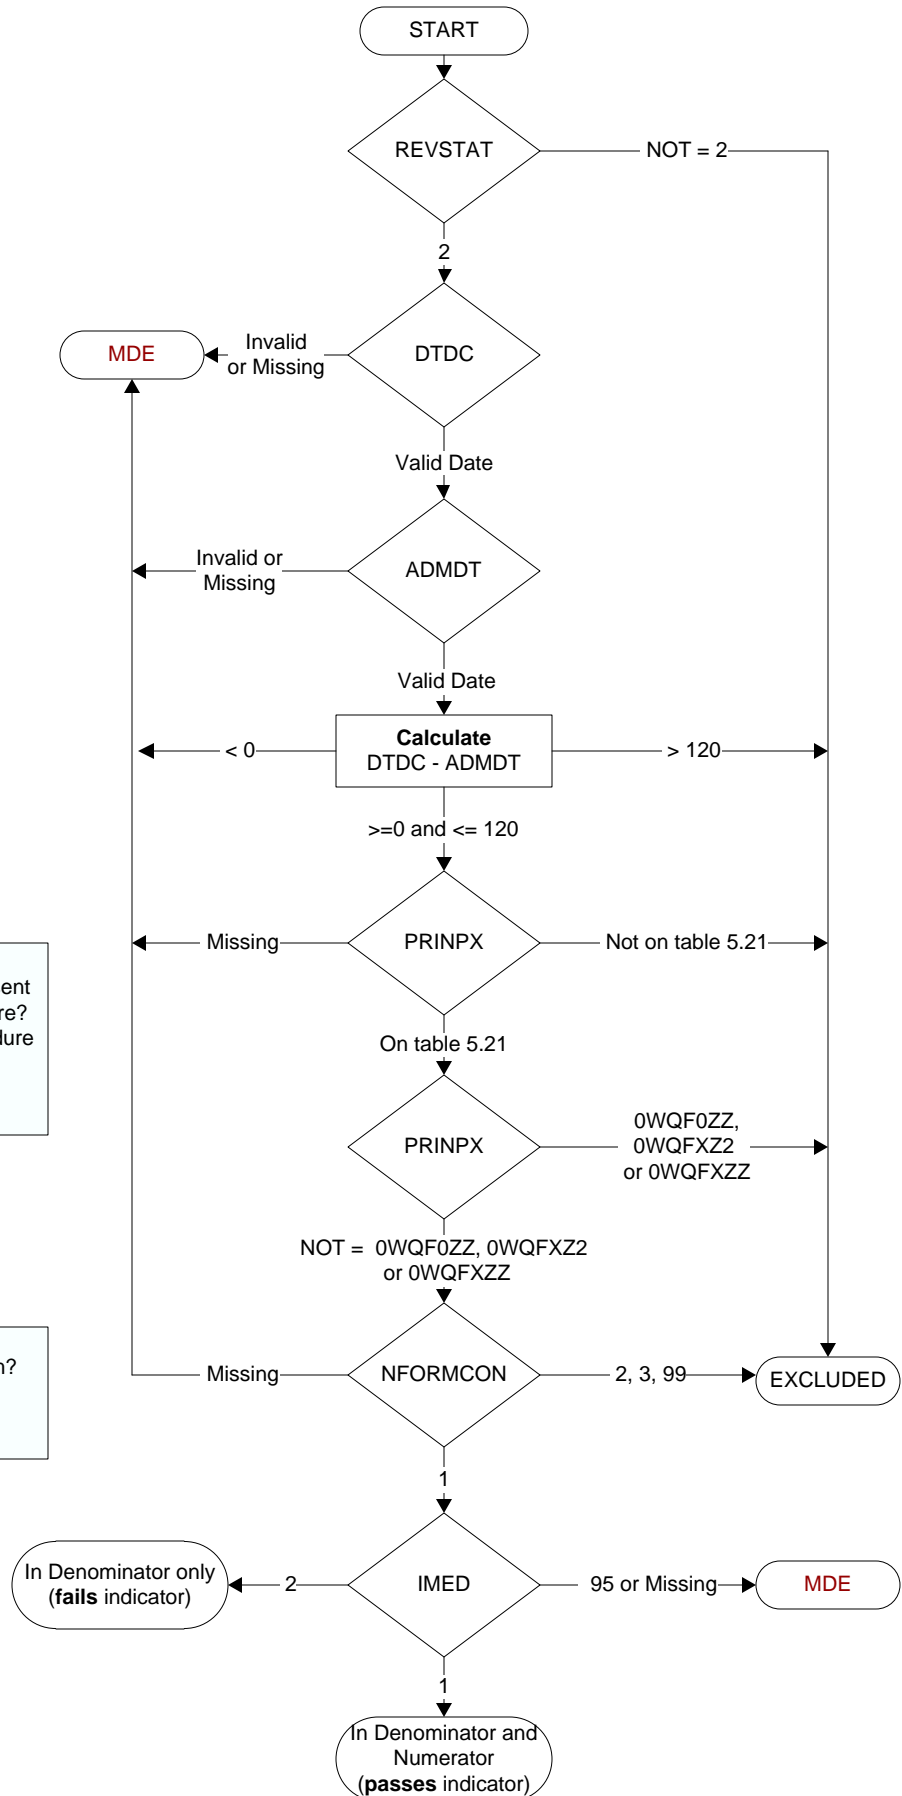 START
REVSTAT
NOT = 2
2
DTDC
Invalid
or Missing
MDE
Valid Date
ADMDT
Invalid or
Missing
Valid Date
Calculate
DTDC - ADMDT
< 0
> 120
>=0 and <= 120
PRINPX
Missing
Not on table 5.21
On table 5.21
PRINPX
0WQF0ZZ,
0WQFXZ2
or 0WQFXZZ
NOT = 0WQF0ZZ, 0WQFXZ2
or 0WQFXZZ
NFORMCON
Missing
2, 3, 99
EXCLUDED
1
IMED
2
In Denominator only
(fails indicator)
95 or Missing
MDE
1
In Denominator and
Numerator
(passes indicator)